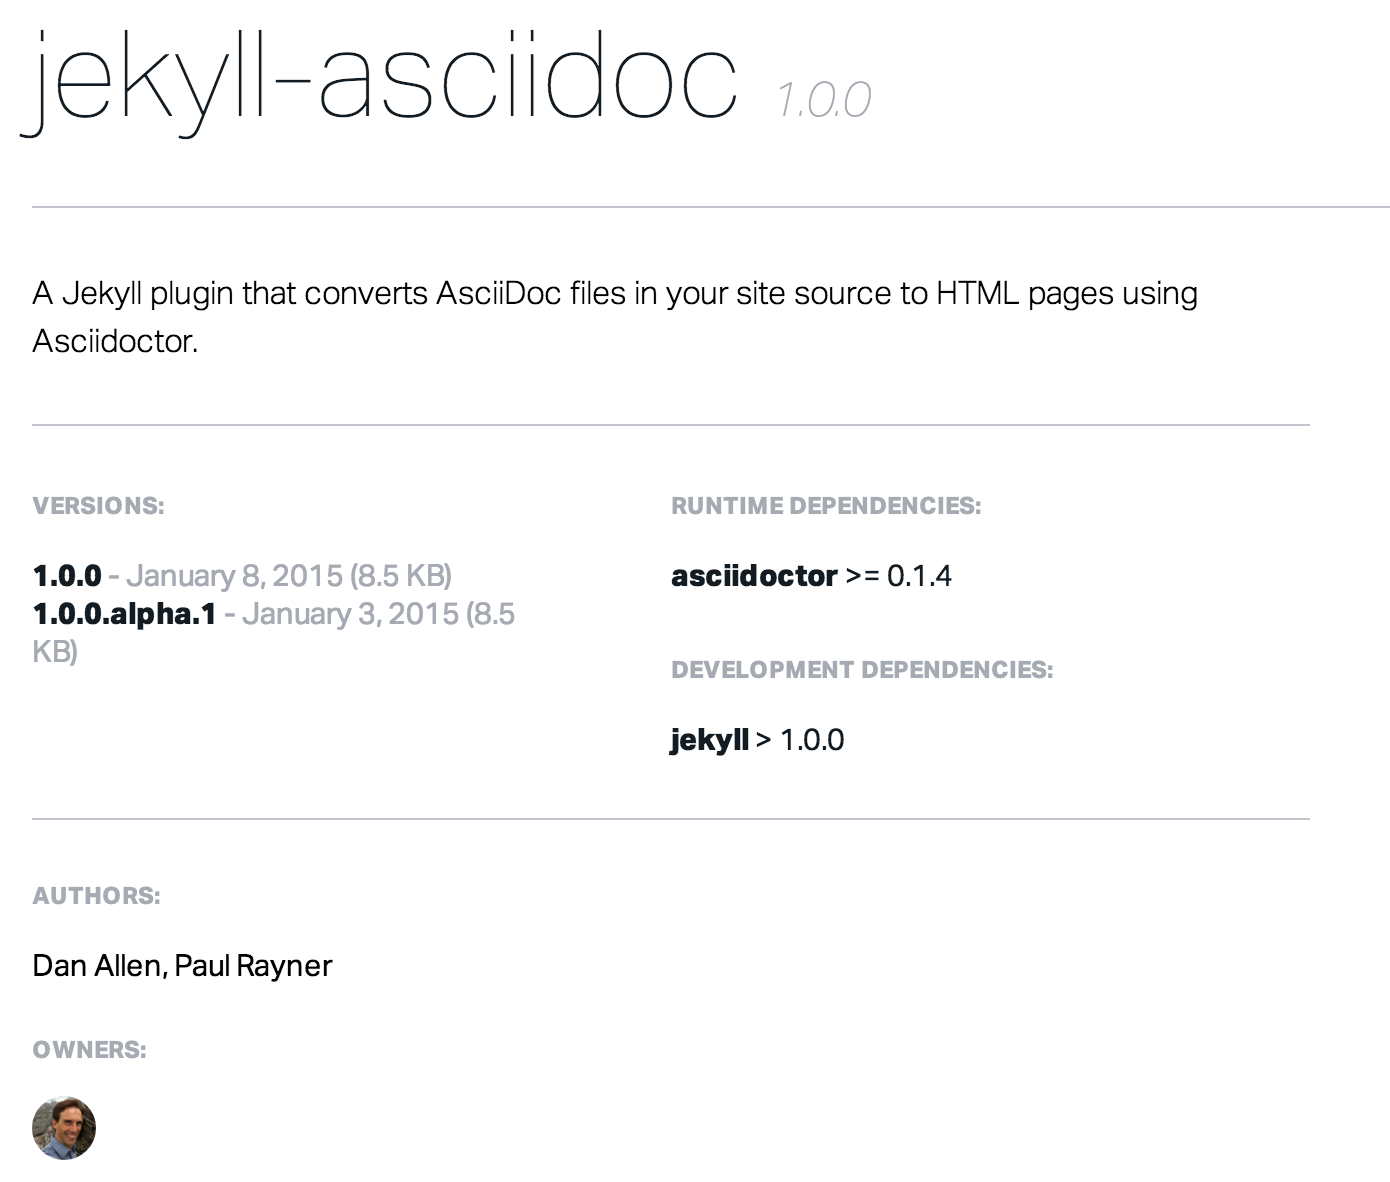 jekyll-asciidoc 1.0.0
A Jekyll plugin that converts AsciiDoc files in your site source to HTML pages using
Asciidoctor.
VERSIONS:
1.0.0 - January 8, 2015 (8.5 KB)
1.0.0.alpha.1 - January 3, 2015 (8.5
KB)
RUNTIME DEPENDENCIES:
asciidoctor >= 0.1.4
DEVELOPMENT DEPENDENCIES:
jekyll > 1.0.0
AUTHORS:
Dan Allen, Paul Rayner
OWNERS: